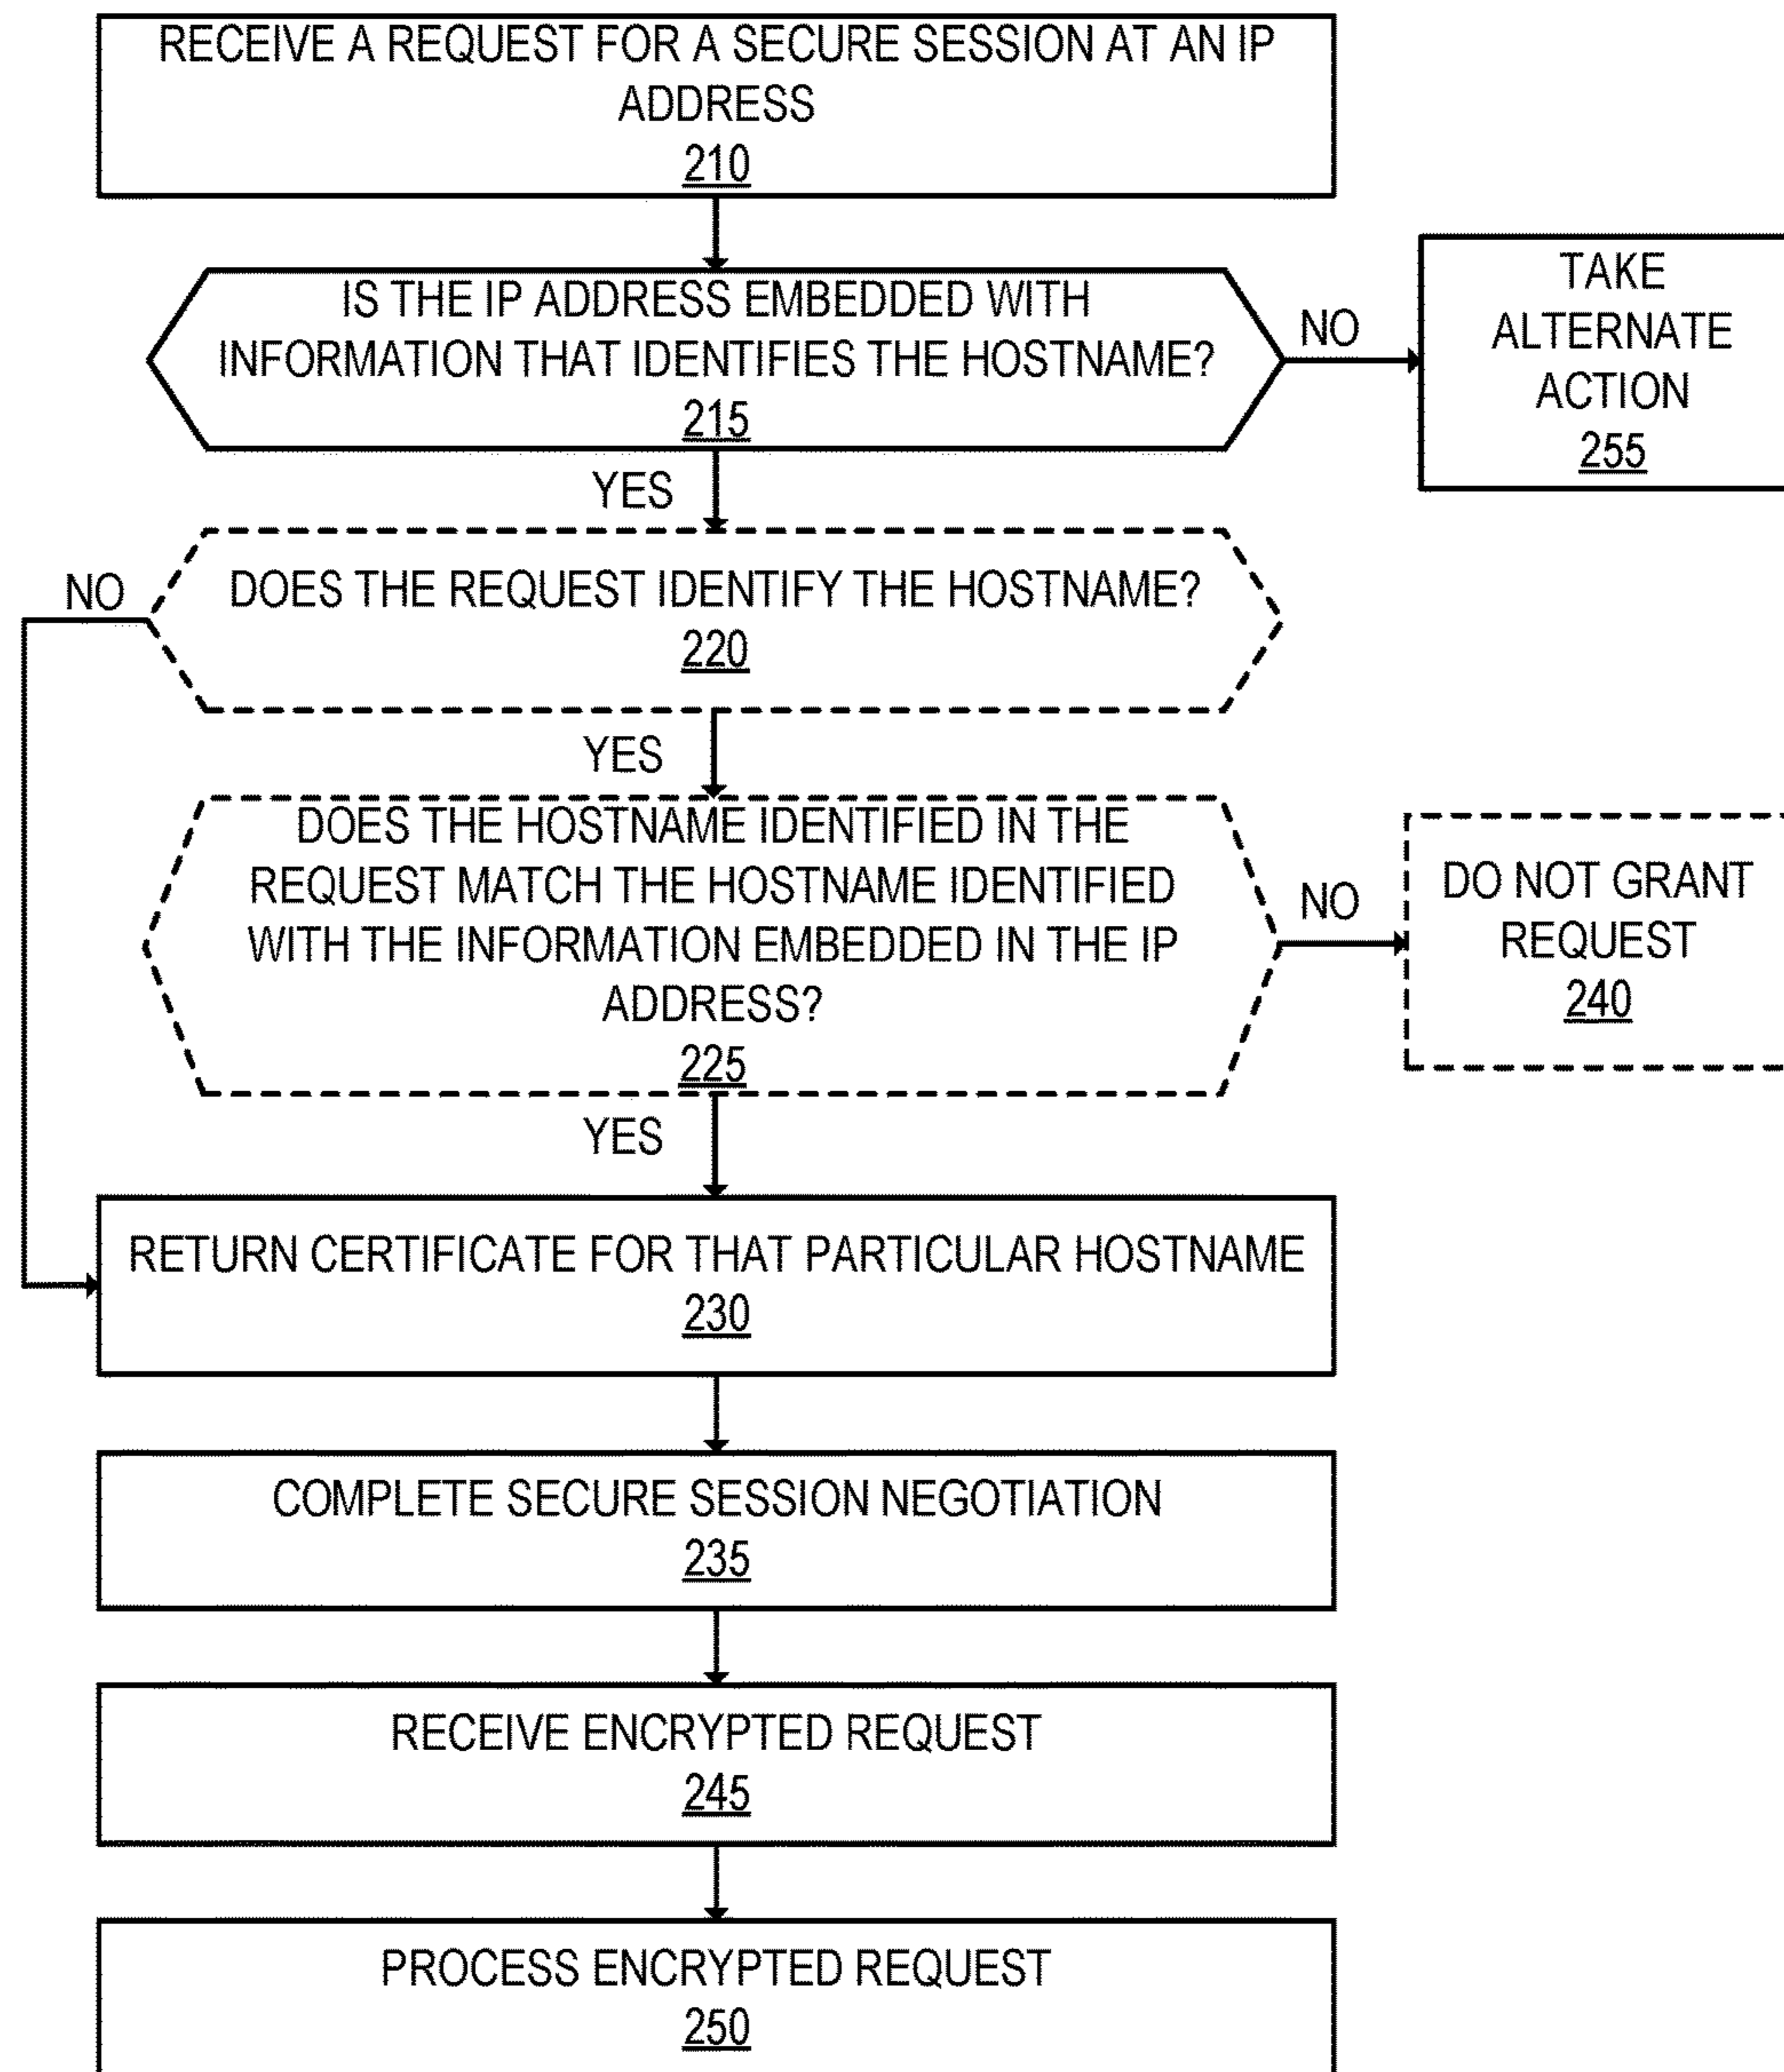 RECEIVE A REQUEST FOR A SECURE SESSION AT AN IP
ADDRESS
210
IS THE IP ADDRESS EMBEDDED WITH
INFORMATION THAT IDENTIFIES THE HOSTNAME?
215
NO
TAKE
ALTERNATE
ACTION
255
YES
DOES THE REQUEST IDENTIFY THE HOSTNAME?
220
NO
YES
DOES THE HOSTNAME IDENTIFIED IN THE
REQUEST MATCH THE HOSTNAME IDENTIFIED
WITH THE INFORMATION EMBEDDED IN THE IP
ADDRESS?
225
NO
DO NOT GRANT
REQUEST
240
YES
RETURN CERTIFICATE FOR THAT PARTICULAR HOSTNAME
230
COMPLETE SECURE SESSION NEGOTIATION
235
RECEIVE ENCRYPTED REQUEST
245
PROCESS ENCRYPTED REQUEST
250